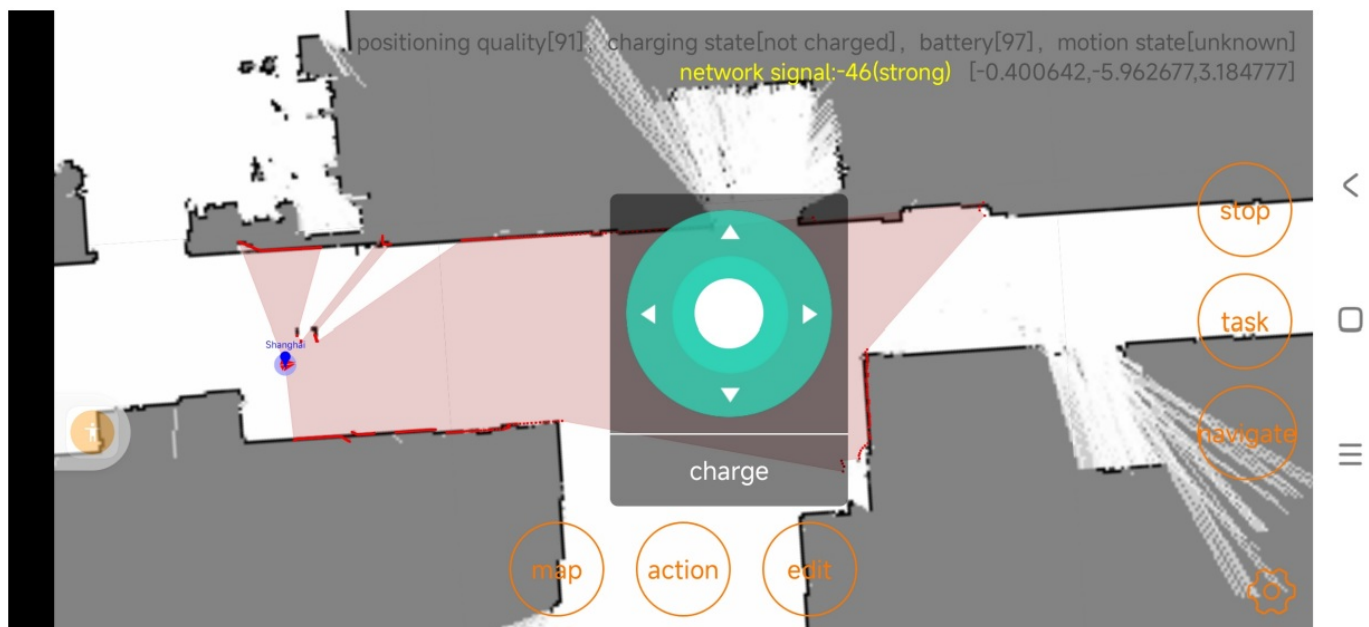 positioning quality[91], charging state[not charged], battery[97], motion state[unknown]
network signal:-46(strong) [-0.400642,-5.962677,3.184777]
stop
task
Shanghai
navigate
charge
map
action
edit